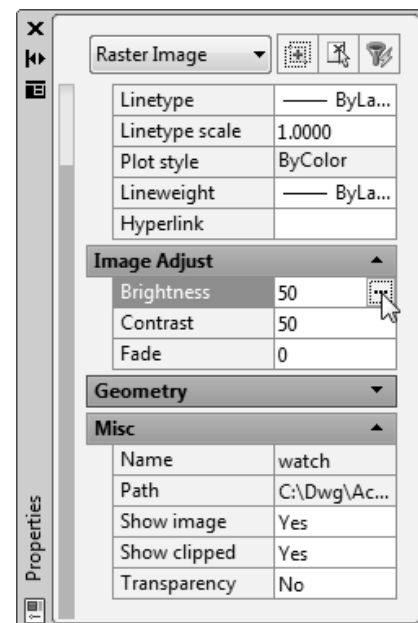 Raster Image
Linetype ByLa...
Linetype scale 1.0000
Plot style ByColor
Lineweight ByLa...
Hyperlink
Image Adjust
Brightness 50 ...
Contrast 50
Fade 0
Geometry
Misc
Name watch
Path C:\Dwg\Ac...
Show image Yes
Show clipped Yes
Transparency No
Properties